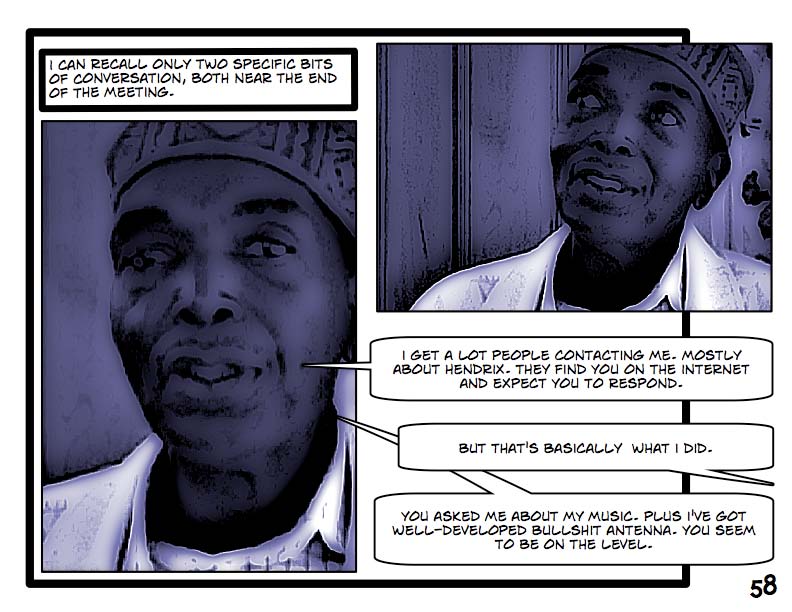 I CAN RECALL ONLY TWO SPECIFIC BITS
OF CONVERSATION, BOTH NEAR THE END
OF THE MEETING.
I GET A LOT PEOPLE CONTACTING ME. MOSTLY
ABOUT HENDRIX. THEY FIND YOU ON THE INTERNET
AND EXPECT YOU TO RESPOND.
BUT THAT'S BASICALLY WHAT I DID.
YOU ASKED ME ABOUT MY MUSIC. PLUS I'VE GOT
WELL-DEVELOPED BULLSHIT ANTENNA. YOU SEEM
TO BE ON THE LEVEL.
58